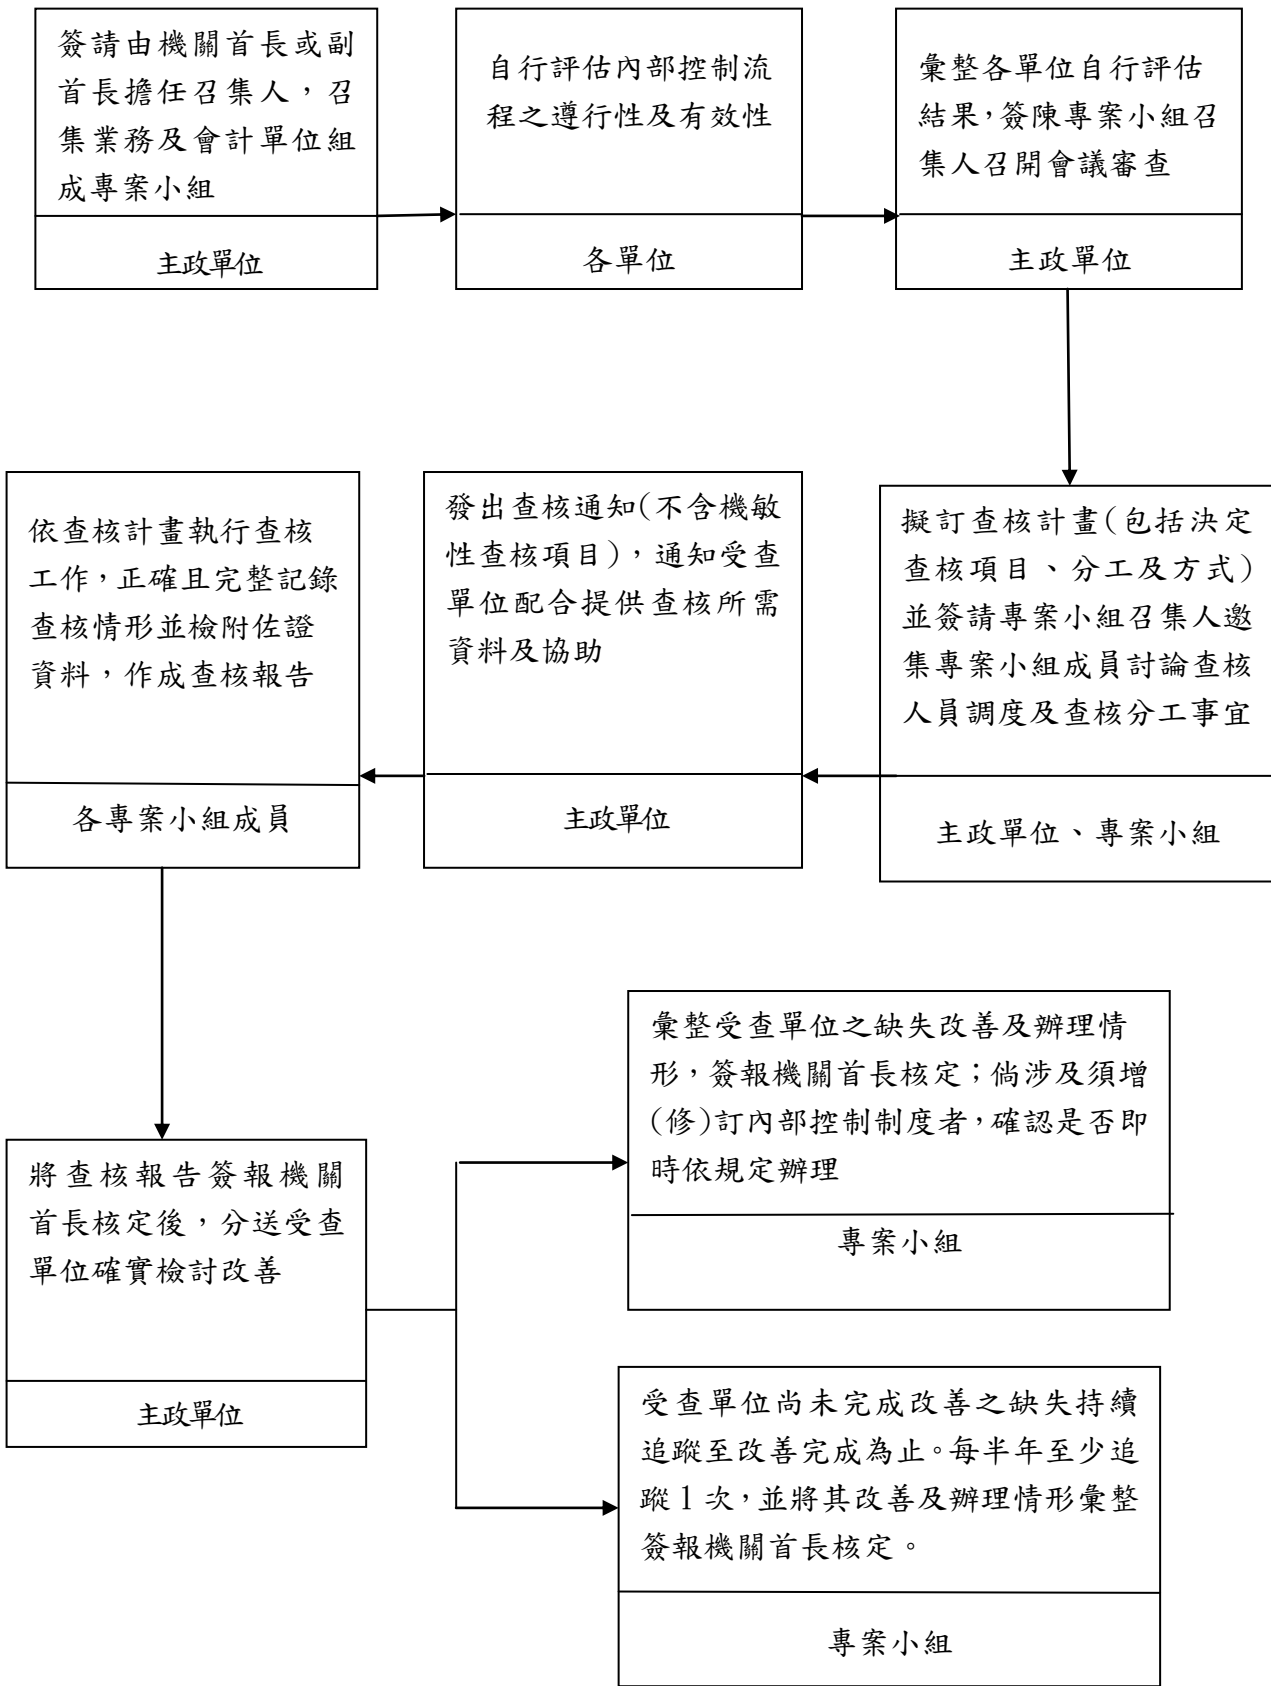 簽請由機關首長或副
首長擔任召集人，召
集業務及會計單位組
成專案小組
主政單位
自行評估內部控制流
程之遵行性及有效性
各單位
彙整各單位自行評估
結果，簽陳專案小組召
集人召開會議審查
主政單位
擬訂查核計畫(包括決定
查核項目、分工及方式)
並簽請專案小組召集人邀
集專案小組成員討論查核
人員調度及查核分工事宜
主政單位、專案小組
發出查核通知(不含機敏
性查核項目)，通知受查
單位配合提供查核所需
資料及協助
主政單位
依查核計畫執行查核
工作，正確且完整記錄
查核情形並檢附佐證
資料，作成查核報告
各專案小組成員
將查核報告簽報機關
首長核定後，分送受查
單位確實檢討改善
主政單位
彙整受查單位之缺失改善及辦理情
形，簽報機關首長核定；倘涉及須增
(修)訂內部控制制度者，確認是否即
時依規定辦理
專案小組
受查單位尚未完成改善之缺失持續
追蹤至改善完成為止。每半年至少追
蹤1次，並將其改善及辦理情形彙整
簽報機關首長核定。
專案小組